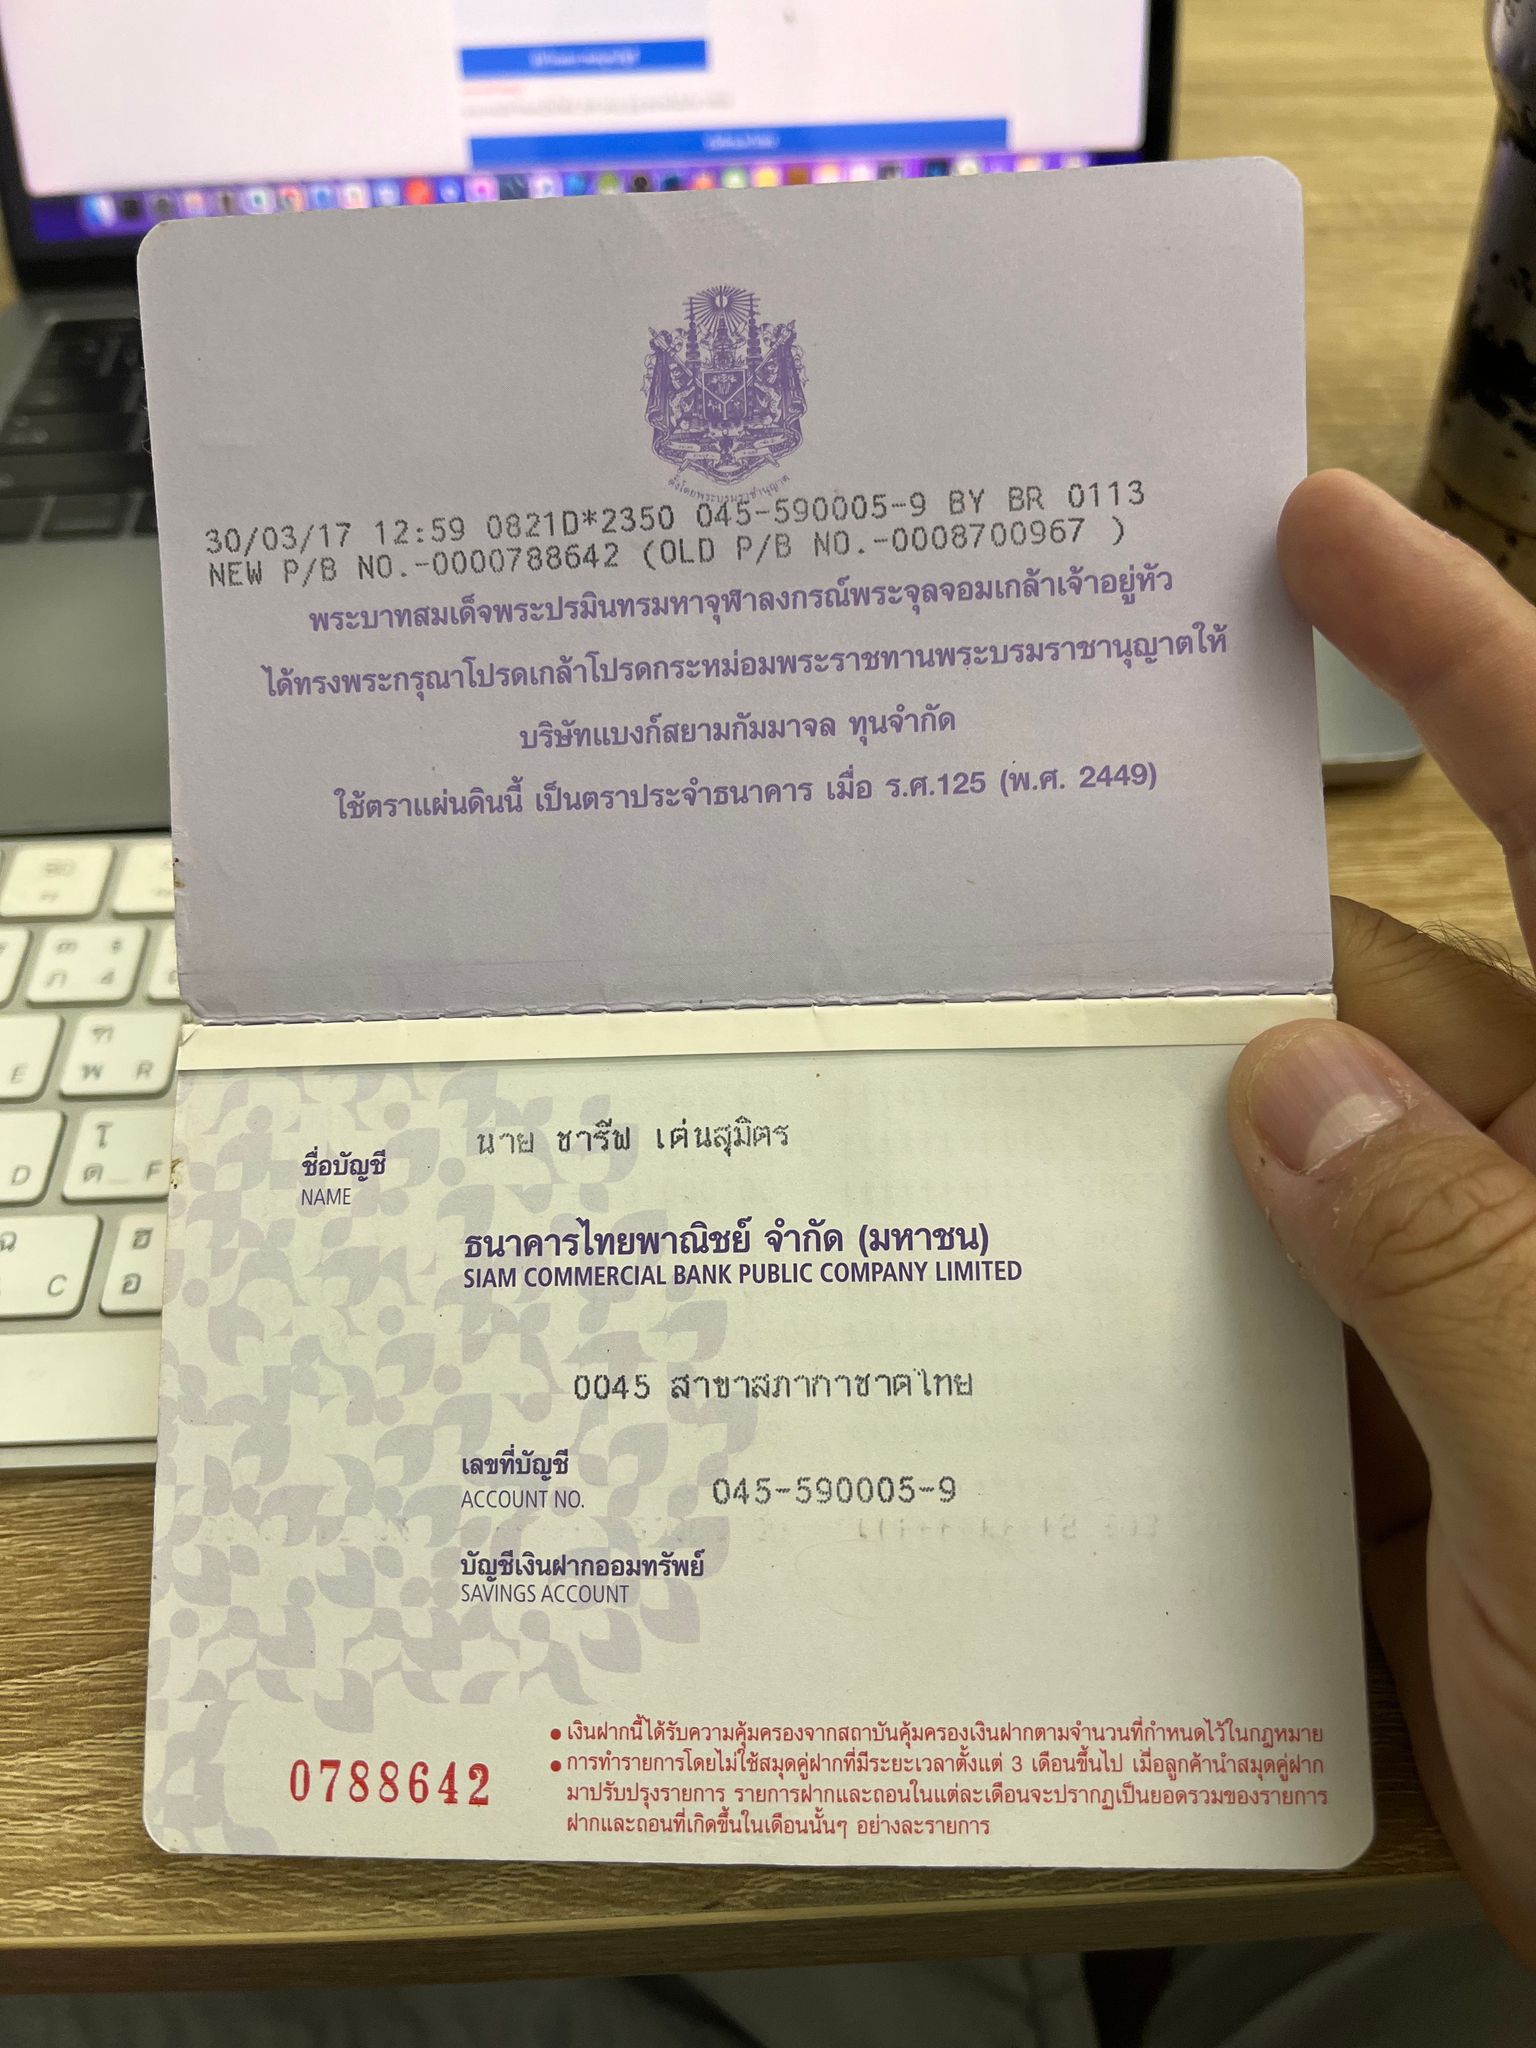 ตั้งโดยพระบรมราชานุญาต
30/03/17 12:59 0821D*2350 045-590005-9 BY BR 0113
NEW P/B NO.-0000788642 (OLD P/B NO.-0008700967 )
พระบาทสมเด็จพระปรมินทรมหาจุฬาลงกรณ์พระจุลจอมเกล้าเจ้าอยู่หัว
ได้ทรงพระกรุณาโปรดเกล้าโปรดกระหม่อมพระราชทานพระบรมราชานุญาตให้
บริษัทแบงก์สยามกัมมาจล ทุนจำกัด
ใช้ตราแผ่นดินนี้ เป็นตราประจำธนาคาร เมื่อ ร.ศ.125 (พ.ศ. 2449)
ชื่อบัญชี นาย ชารีฟ เด่นสุมิตร
NAME
ธนาคารไทยพาณิชย์ จำกัด (มหาชน)
SIAM COMMERCIAL BANK PUBLIC COMPANY LIMITED
0045 สาขาสภากาชาดไทย
เลขที่บัญชี 045-590005-9
ACCOUNT NO.
บัญชีเงินฝากออมทรัพย์
SAVINGS ACCOUNT
0788642
• เงินฝากนี้ได้รับความคุ้มครองจากสถาบันคุ้มครองเงินฝากตามจำนวนที่กำหนดไว้ในกฎหมาย
• การทำรายการโดยไม่ใช้สมุดคู่ฝากที่มีระยะเวลาตั้งแต่ 3 เดือนขึ้นไป เมื่อลูกค้านำสมุดคู่ฝาก
มาปรับปรุงรายการ รายการฝากและถอนในแต่ละเดือนจะปรากฏเป็นยอดรวมของรายการ
ฝากและถอนที่เกิดขึ้นในเดือนนั้นๆ อย่างละรายการ